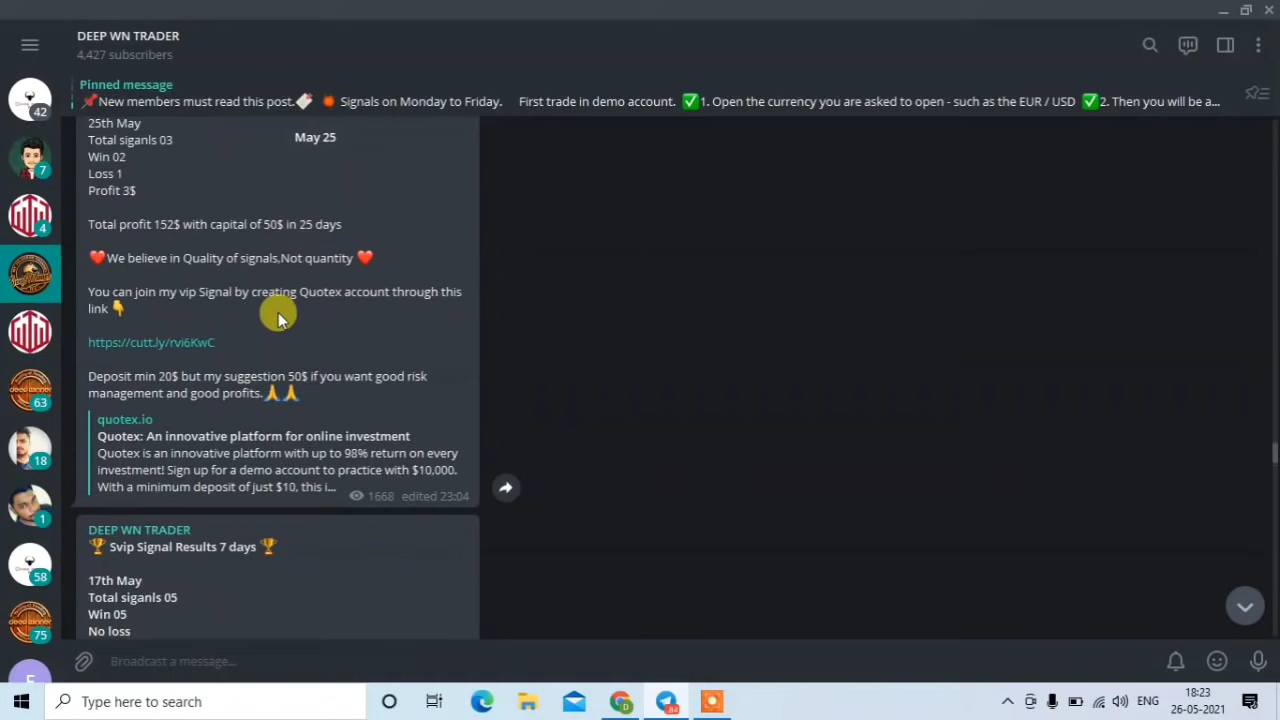 DEEP WN TRADER
4,427 subscribers
Pinned message
📌New members must read this post.🏷 Signals on Monday to Friday. First trade in demo account. ✅1. Open the currency you are asked to open - such as the EUR / USD ✅2. Then you will be a...
25th May
May 25
Total siganls 03
Win 02
Loss 1
Profit 3$
Total profit 152$ with capital of 50$ in 25 days
❤️We believe in Quality of signals.Not quantity ❤️
You can join my vip Signal by creating Quotex account through this
link 👇
https://cutt.ly/rvi6KwC
Deposit min 20$ but my suggestion 50$ if you want good risk
management and good profits.🙏🙏
quotex.io
Quotex: An innovative platform for online investment
Quotex is an innovative platform with up to 98% return on every
investment! Sign up for a demo account to practice with $10,000.
With a minimum deposit of just $10, this i...
1668 edited 23:04
DEEP WN TRADER
🏆 Svip Signal Results 7 days 🏆
17th May
Total siganls 05
Win 05
No loss
Broadcast a message...
42
7
4
63
18
1
58
75
F
Type here to search
84
D
ENG
18:23
26-05-2021